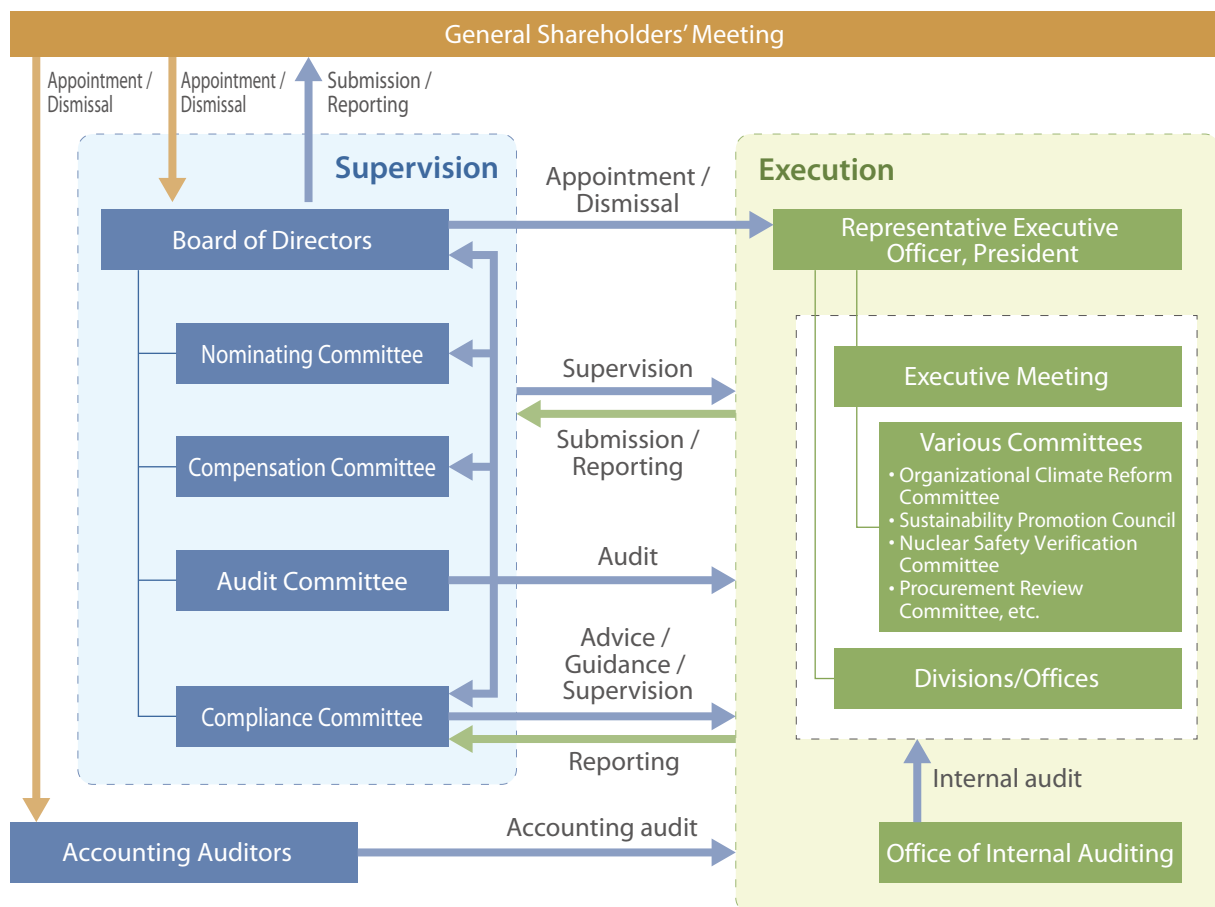 General Shareholders’ Meeting
Appointment /
Dismissal
Appointment /
Dismissal
Submission /
Reporting
Supervision
Board of Directors
Nominating Committee
Compensation Committee
Audit Committee
Compliance Committee
Accounting Auditors
Appointment /
Dismissal
Supervision
Submission /
Reporting
Audit
Advice /
Guidance /
Supervision
Reporting
Accounting audit
Execution
Representative Executive
Officer, President
Executive Meeting
Various Committees
• Organizational Climate Reform
Committee
• Sustainability Promotion Council
• Nuclear Safety Verification
Committee
• Procurement Review
Committee, etc.
Divisions/Offices
Internal audit
Office of Internal Auditing